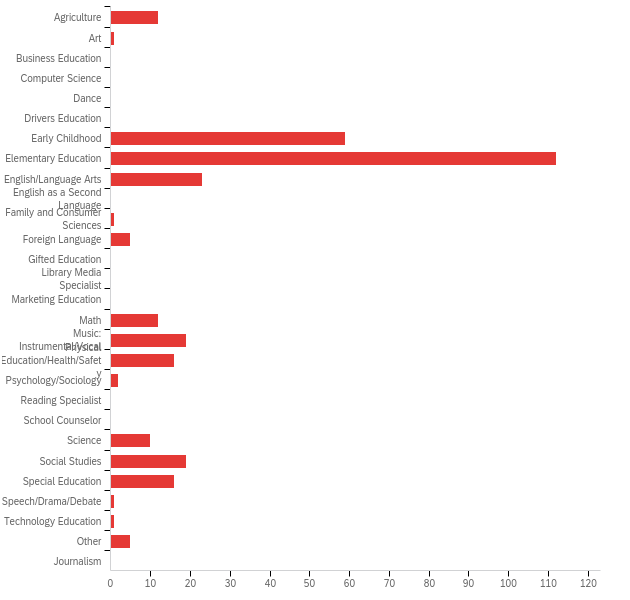 Agriculture
Art
Business Education
Computer Science
Dance
Drivers Education
Early Childhood
Elementary Education
English/Language Arts
English as a Second
Language
Family and Consumer
Sciences
Foreign Language
Gifted Education
Library Media
Specialist
Marketing Education
Math
Music:
Instrumental/Vocal
Physical
Education/Health/Safet
y
Psychology/Sociology
Reading Specialist
School Counselor
Science
Social Studies
Special Education
Speech/Drama/Debate
Technology Education
Other
Journalism
0 10 20 30 40 50 60 70 80 90 100 110 120